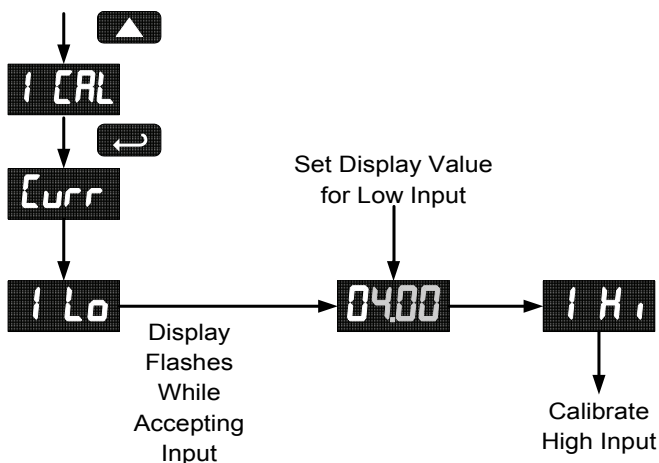 1 CAL
Curr
1 Lo
Display
Flashes
While
Accepting
Input
Set Display Value
for Low Input
04.00
1 Hi
Calibrate
High Input